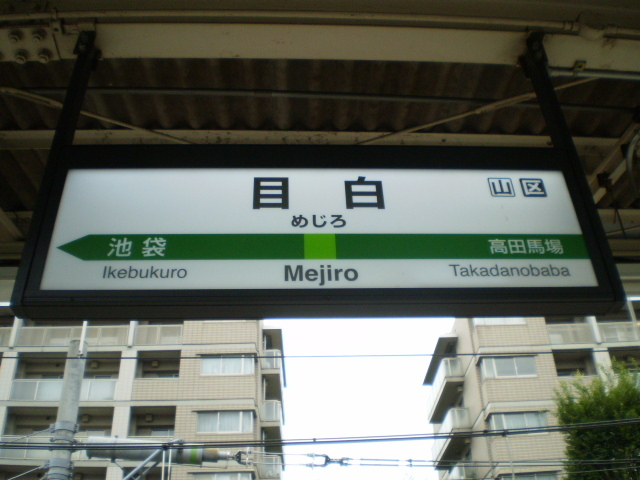 目白
山 区
めじろ
池袋 高田馬場
Ikebukuro Mejiro Takadanobaba